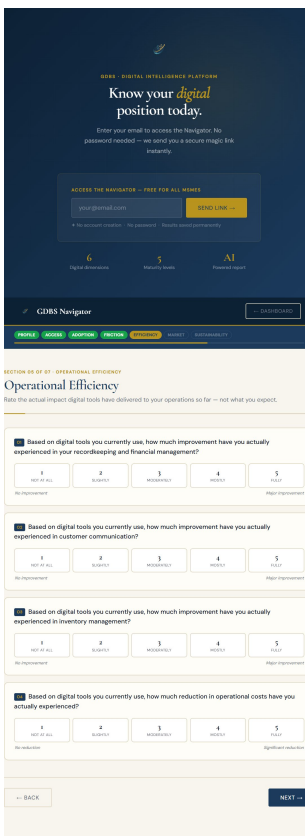 GDBS · DIGITAL INTELLIGENCE PLATFORM
Know your digital
position today.
Enter your email to access the Navigator. No
password needed — we send you a secure magic link
instantly.
ACCESS THE NAVIGATOR — FREE FOR ALL MSMES
your@email.com
SEND LINK →
✦ No account creation · No password · Results saved permanently
6
Digital dimensions
5
Maturity levels
AI
Powered report
GDBS Navigator
← DASHBOARD
PROFILE
ACCESS
ADOPTION
FRICTION
EFFICIENCY
MARKET
SUSTAINABILITY
SECTION 05 OF 07 · OPERATIONAL EFFICIENCY
Operational Efficiency
Rate the actual impact digital tools have delivered to your operations so far — not what you expect.
01 Based on digital tools you currently use, how much improvement have you actually
experienced in your recordkeeping and financial management?
1
NOT AT ALL
2
SLIGHTLY
3
MODERATELY
4
MOSTLY
5
FULLY
No improvement
Major improvement
02 Based on digital tools you currently use, how much improvement have you actually
experienced in customer communication?
1
NOT AT ALL
2
SLIGHTLY
3
MODERATELY
4
MOSTLY
5
FULLY
No improvement
Major improvement
03 Based on digital tools you currently use, how much improvement have you actually
experienced in inventory management?
1
NOT AT ALL
2
SLIGHTLY
3
MODERATELY
4
MOSTLY
5
FULLY
No improvement
Major improvement
04 Based on digital tools you currently use, how much reduction in operational costs have you
actually experienced?
1
NOT AT ALL
2
SLIGHTLY
3
MODERATELY
4
MOSTLY
5
FULLY
No reduction
Significant reduction
← BACK
NEXT →